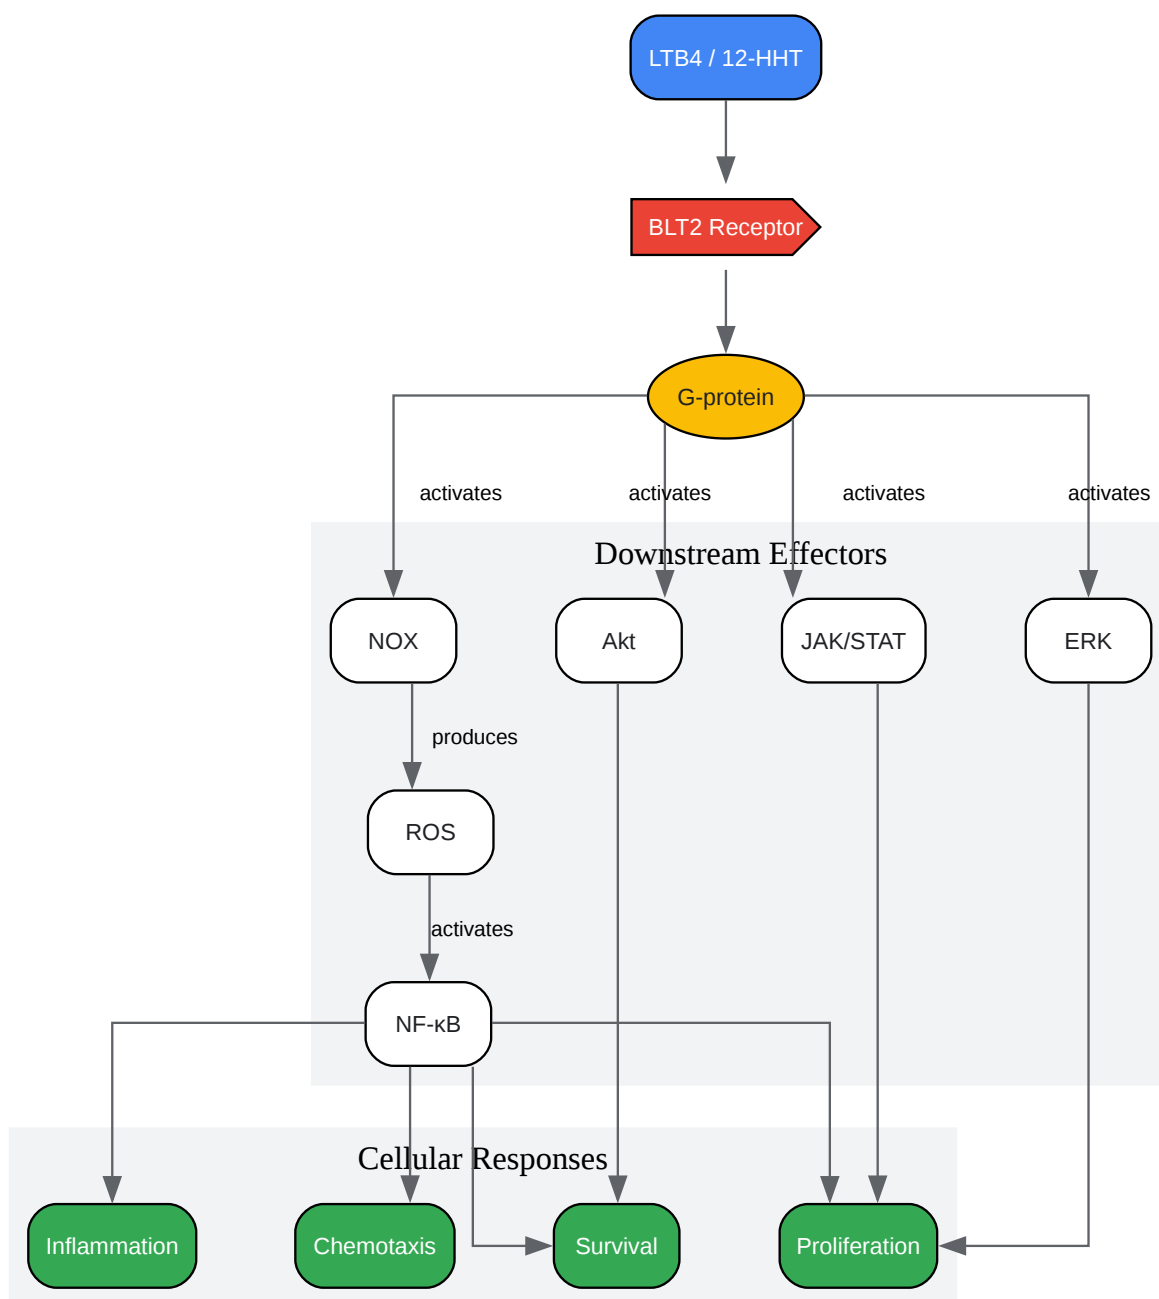 LTB4 / 12-HHT
BLT2 Receptor
G-protein
activates
activates
activates
activates
Downstream Effectors
NOX
Akt
JAK/STAT
ERK
produces
ROS
activates
NF-κB
Cellular Responses
Inflammation
Chemotaxis
Survival
Proliferation